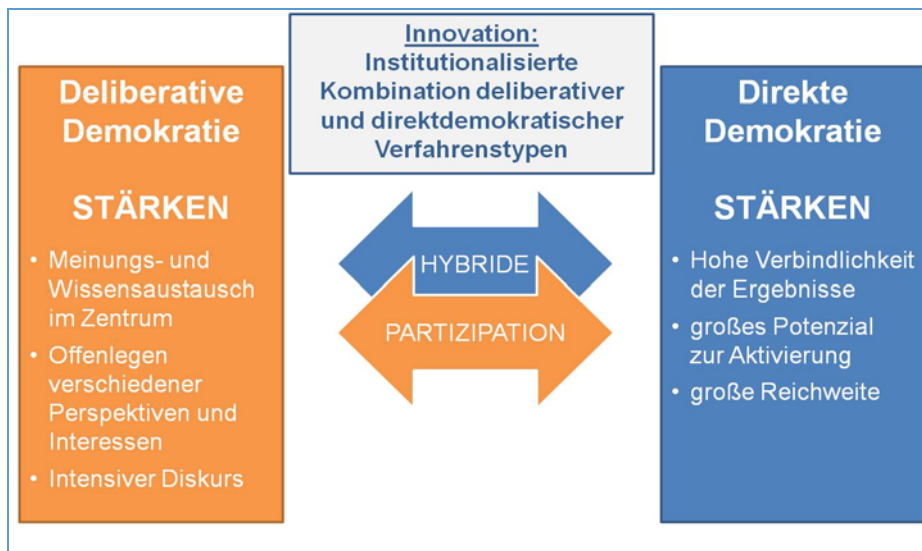 Innovation:
Institutionalisierte
Kombination deliberativer
und direktdemokratischer
Verfahrenstypen
Deliberative
Demokratie
STÄRKEN
• Meinungs- und
Wissensaustausch
im Zentrum
• Offenlegen
verschiedener
Perspektiven und
Interessen
• Intensiver Diskurs
HYBRIDE
PARTIZIPATION
Direkte
Demokratie
STÄRKEN
• Hohe Verbindlichkeit
der Ergebnisse
• großes Potenzial
zur Aktivierung
• große Reichweite